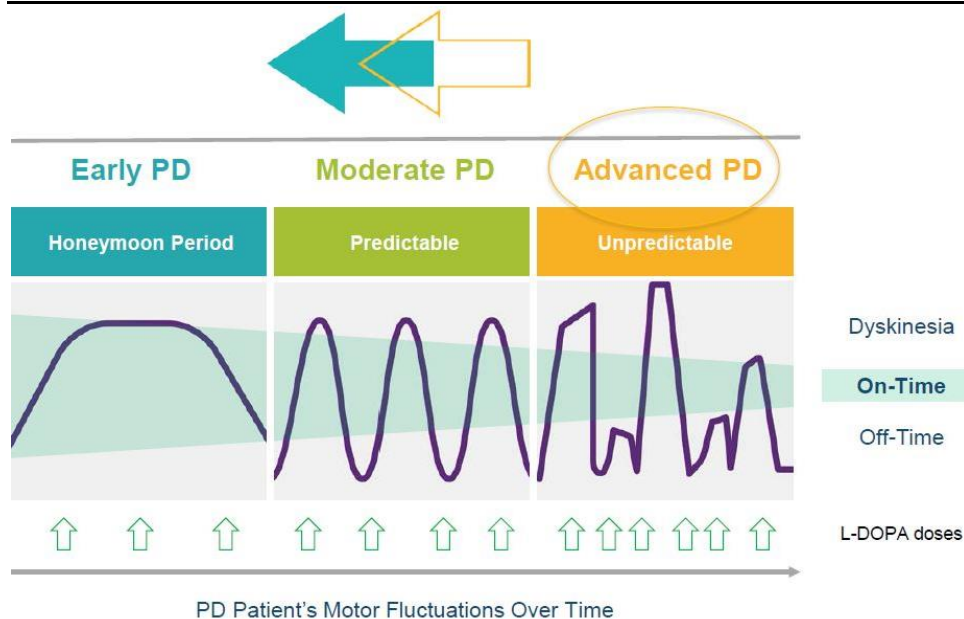 Early PD
Moderate PD
Advanced PD
Honeymoon Period
Predictable
Unpredictable
Dyskinesia
On-Time
Off-Time
L-DOPA doses
PD Patient's Motor Fluctuations Over Time